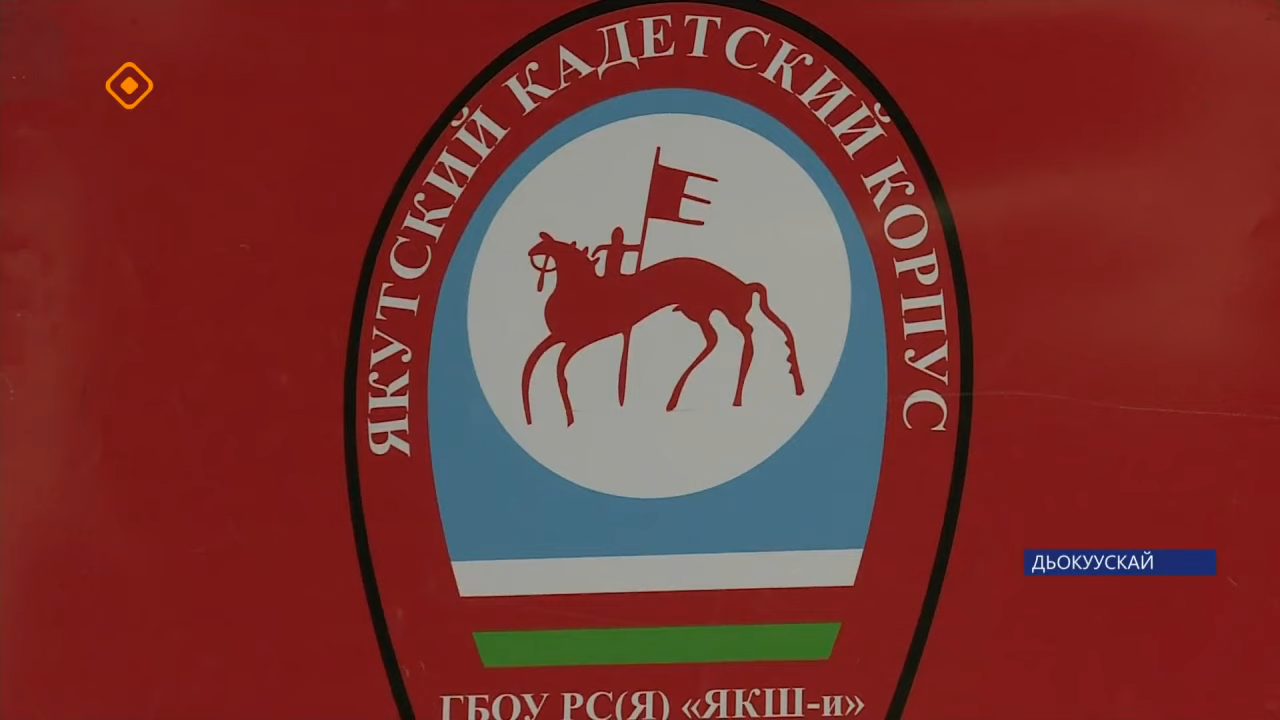 ЯКУТСКИЙ КАДЕТСКИЙ КОРПУС
ДЬОКУУСКАЙ
ГБОУ РС(Я) «ЯКШ-и»